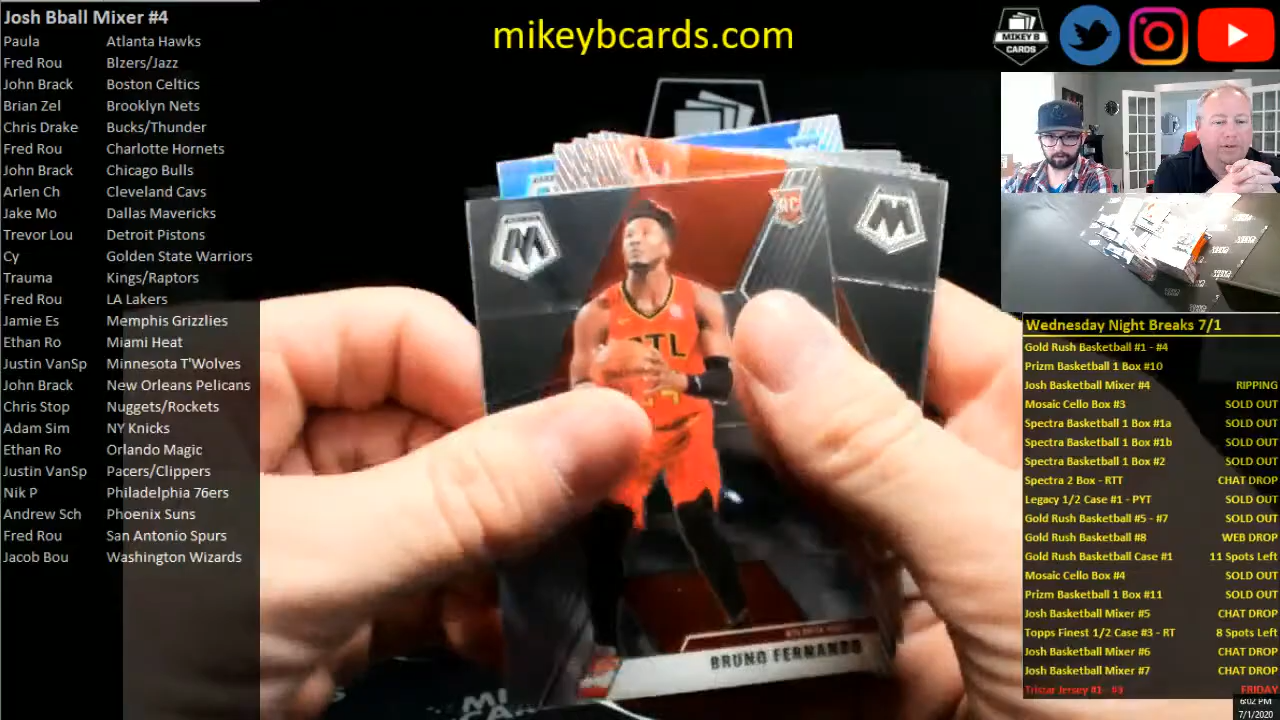 Josh Bball Mixer #4
Paula Atlanta Hawks
Fred Rou Blzers/Jazz
John Brack Boston Celtics
Brian Zel Brooklyn Nets
Chris Drake Bucks/Thunder
Fred Rou Charlotte Hornets
John Brack Chicago Bulls
Arlen Ch Cleveland Cavs
Jake Mo Dallas Mavericks
Trevor Lou Detroit Pistons
Cy Golden State Warriors
Trauma Kings/Raptors
Fred Rou LA Lakers
Jamie Es Memphis Grizzlies
Ethan Ro Miami Heat
Justin VanSp Minnesota T'Wolves
John Brack New Orleans Pelicans
Chris Stop Nuggets/Rockets
Adam Sim NY Knicks
Ethan Ro Orlando Magic
Justin VanSp Pacers/Clippers
Nik P Philadelphia 76ers
Andrew Sch Phoenix Suns
Fred Rou San Antonio Spurs
Jacob Bou Washington Wizards
mikeybcards.com
MIKEY B
CARDS
M
RC
M
ATL
BRUNO FERNANDO
Wednesday Night Breaks 7/1
Gold Rush Basketball #1 - #4
Prizm Basketball 1 Box #10
Josh Basketball Mixer #4 RIPPING
Mosaic Cello Box #3 SOLD OUT
Spectra Basketball 1 Box #1a SOLD OUT
Spectra Basketball 1 Box #1b SOLD OUT
Spectra Basketball 1 Box #2 SOLD OUT
Spectra 2 Box - RTT CHAT DROP
Legacy 1/2 Case #1 - PYT SOLD OUT
Gold Rush Basketball #5 - #7 SOLD OUT
Gold Rush Basketball #8 WEB DROP
Gold Rush Basketball Case #1 11 Spots Left
Mosaic Cello Box #4 SOLD OUT
Prizm Basketball 1 Box #11 SOLD OUT
Josh Basketball Mixer #5 CHAT DROP
Topps Finest 1/2 Case #3 - RT 8 Spots Left
Josh Basketball Mixer #6 CHAT DROP
Josh Basketball Mixer #7 CHAT DROP
Tristar Jersey #1 - #3 FRIDAY
6:02 PM
7/1/2020